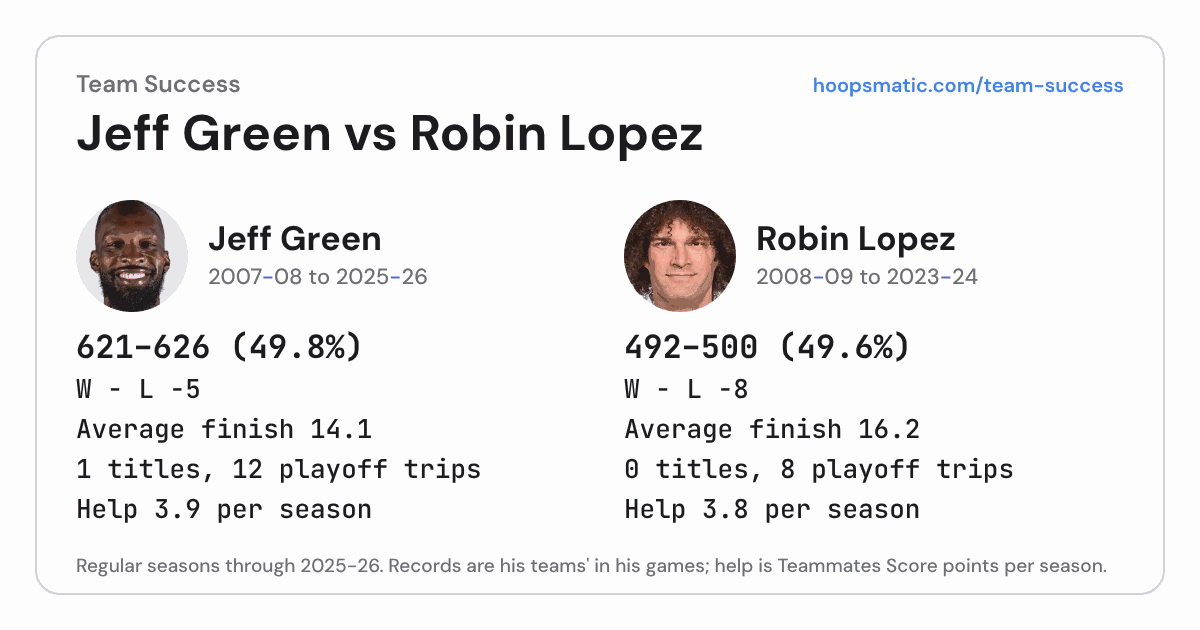 Team Success
hoopsmatic.com/team-success
Jeff Green vs Robin Lopez
Jeff Green
2007-08 to 2025-26
621-626 (49.8%)
W - L -5
Average finish 14.1
1 titles, 12 playoff trips
Help 3.9 per season
Robin Lopez
2008-09 to 2023-24
492-500 (49.6%)
W - L -8
Average finish 16.2
0 titles, 8 playoff trips
Help 3.8 per season
Regular seasons through 2025-26. Records are his teams' in his games; help is Teammates Score points per season.